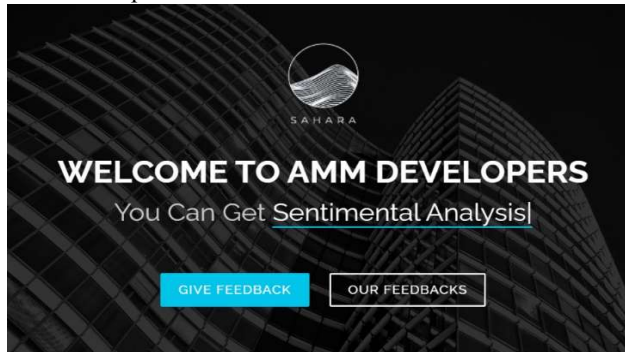 SAHARA
WELCOME TO AMM DEVELOPERS
You Can Get Sentimental Analysis|
GIVE FEEDBACK
OUR FEEDBACKS